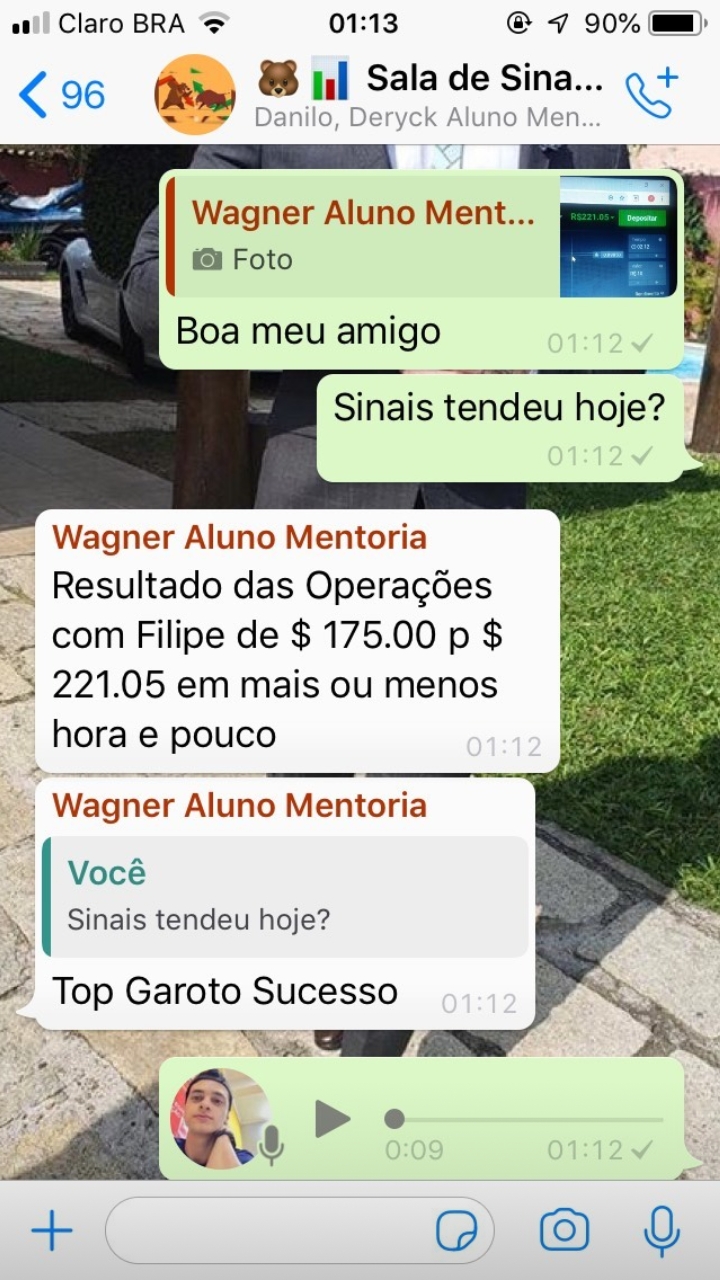 Claro BRA 01:13 90%
96 🐻📊 Sala de Sina...
Danilo, Deryck Aluno Men...
Wagner Aluno Ment...
Foto
R$221.05
Depositar
Boa meu amigo 01:12
Sinais tendeu hoje?
01:12
Wagner Aluno Mentoria
Resultado das Operações
com Filipe de $ 175.00 p $
221.05 em mais ou menos
hora e pouco 01:12
Wagner Aluno Mentoria
Você
Sinais tendeu hoje?
Top Garoto Sucesso 01:12
0:09 01:12